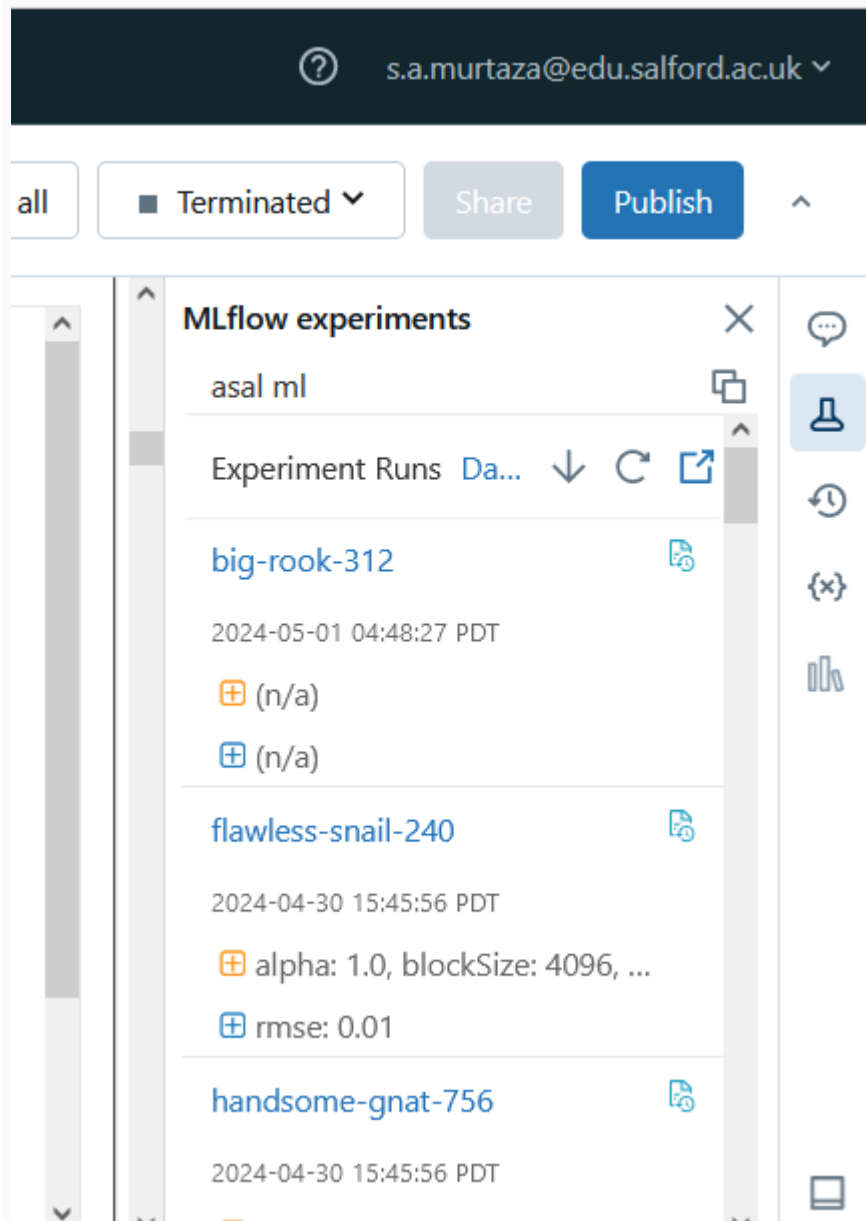 s.a.murtaza@edu.salford.ac.uk
all Terminated Share Publish
MLflow experiments
asal ml
Experiment Runs Da...
big-rook-312
2024-05-01 04:48:27 PDT
(n/a)
(n/a)
flawless-snail-240
2024-04-30 15:45:56 PDT
alpha: 1.0, blockSize: 4096, ...
rmse: 0.01
handsome-gnat-756
2024-04-30 15:45:56 PDT